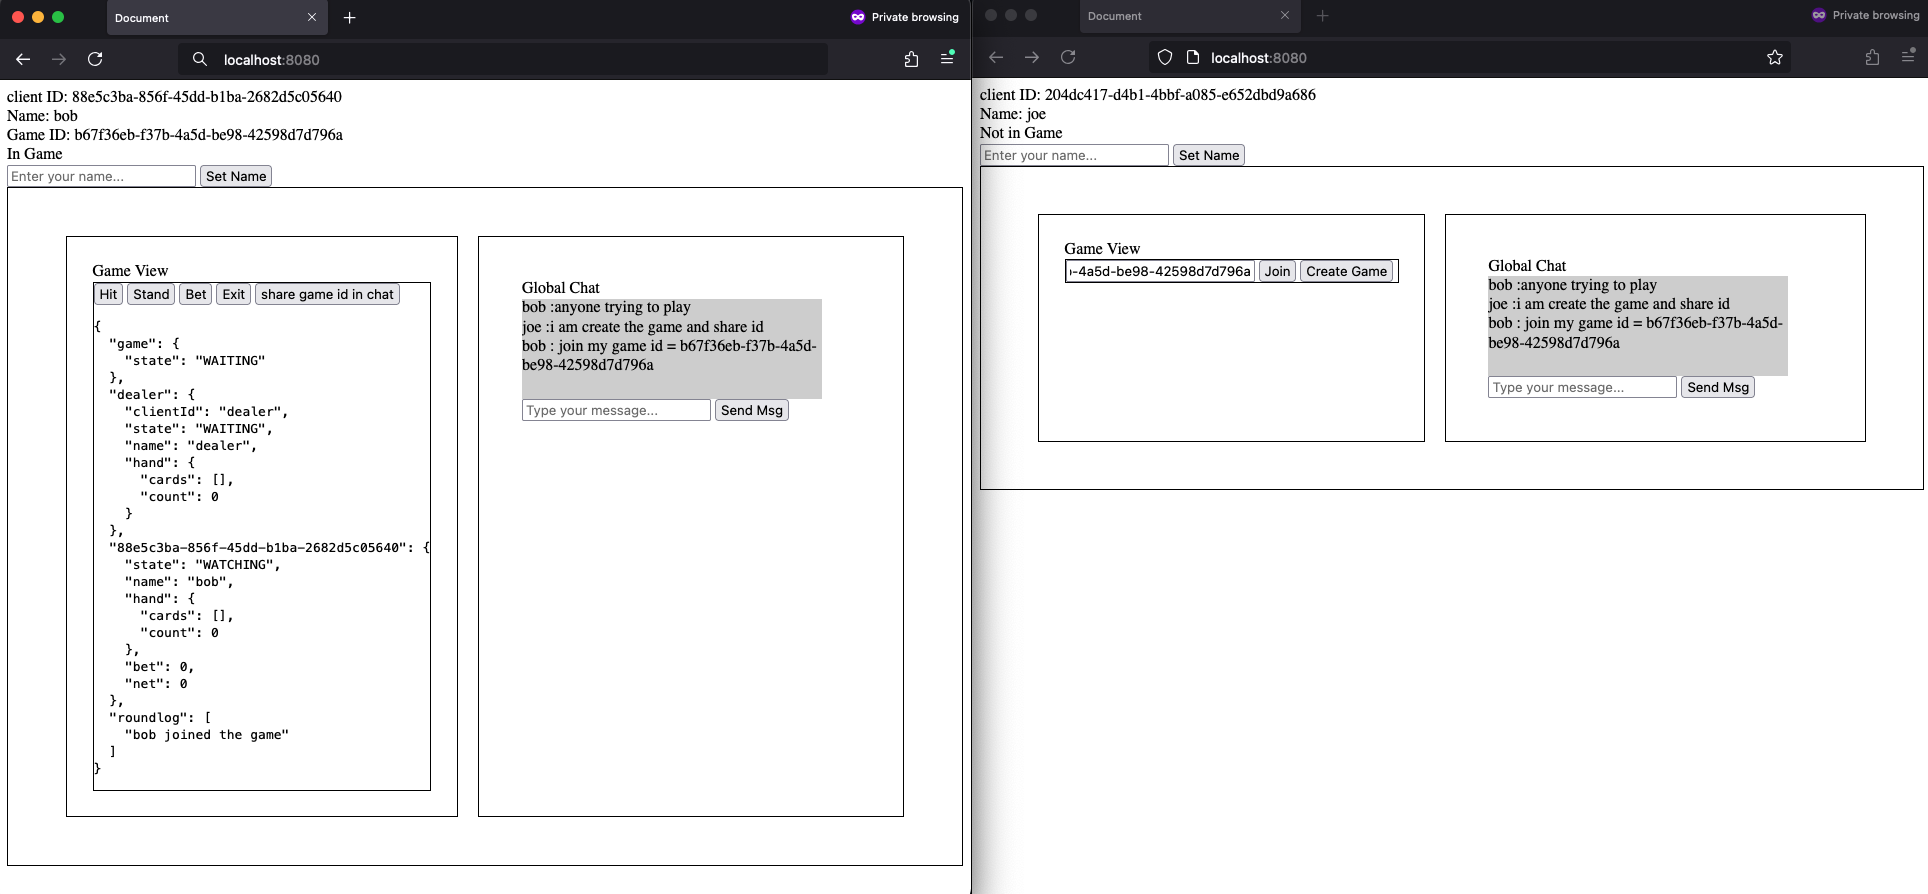 Document
Private browsing
localhost:8080
client ID: 88e5c3ba-856f-45dd-b1ba-2682d5c05640
Name: bob
Game ID: b67f36eb-f37b-4a5d-be98-42598d7d796a
In Game
Enter your name...
Set Name
Game View
Hit Stand Bet Exit share game id in chat
{
  "game": {
    "state": "WAITING"
  },
  "dealer": {
    "clientId": "dealer",
    "state": "WAITING",
    "name": "dealer",
    "hand": {
      "cards": [],
      "count": 0
    }
  },
  "88e5c3ba-856f-45dd-b1ba-2682d5c05640": {
    "state": "WATCHING",
    "name": "bob",
    "hand": {
      "cards": [],
      "count": 0
    },
    "bet": 0,
    "net": 0
  },
  "roundlog": [
    "bob joined the game"
  ]
}
Global Chat
bob :anyone trying to play
joe :i am create the game and share id
bob : join my game id = b67f36eb-f37b-4a5d-
be98-42598d7d796a
Type your message...
Send Msg
Document
Private browsing
localhost:8080
client ID: 204dc417-d4b1-4bbf-a085-e652dbd9a686
Name: joe
Not in Game
Enter your name...
Set Name
Game View
-4a5d-be98-42598d7d796a
Join Create Game
Global Chat
bob :anyone trying to play
joe :i am create the game and share id
bob : join my game id = b67f36eb-f37b-4a5d-
be98-42598d7d796a
Type your message...
Send Msg